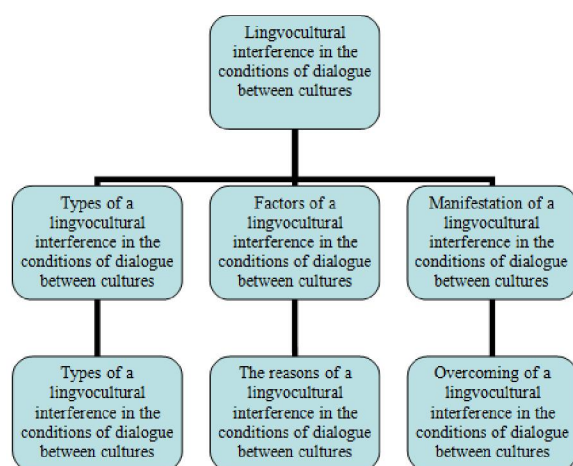 Lingvocultural
interference in the
conditions of dialogue
between cultures
Types of a
lingvocultural
interference in the
conditions of dialogue
between cultures
Factors of a
lingvocultural
interference in the
conditions of dialogue
between cultures
Manifestation of a
lingvocultural
interference in the
conditions of dialogue
between cultures
Types of a
lingvocultural
interference in the
conditions of dialogue
between cultures
The reasons of a
lingvocultural
interference in the
conditions of dialogue
between cultures
Overcoming of a
lingvocultural
interference in the
conditions of dialogue
between cultures